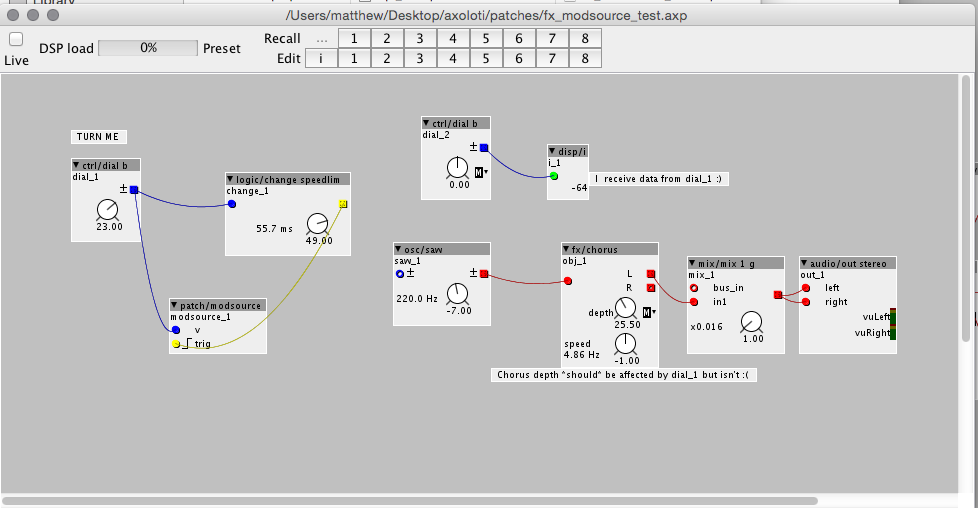 /Users/matthew/Desktop/axoloti/patches/fx_modsource_test.axp
Live
DSP load 0% Preset
Recall ... 1 2 3 4 5 6 7 8
Edit i 1 2 3 4 5 6 7 8
TURN ME
ctrl/dial b
dial_1
±
23.00
logic/change speedlim
change_1
55.7 ms
49.00
patch/modsource
modsource_1
v
trig
ctrl/dial b
dial_2
±
M
0.00
disp/i
i_1
-64
I receive data from dial_1 :)
osc/saw
saw_1
± ±
220.0 Hz
-7.00
fx/chorus
obj_1
L
R
depth M
25.50
speed
4.86 Hz
-1.00
Chorus depth *should* be affected by dial_1 but isn't :(
mix/mix 1 g
mix_1
bus_in
in1
x0.016
1.00
audio/out stereo
out_1
left
right
vuLeft
vuRight